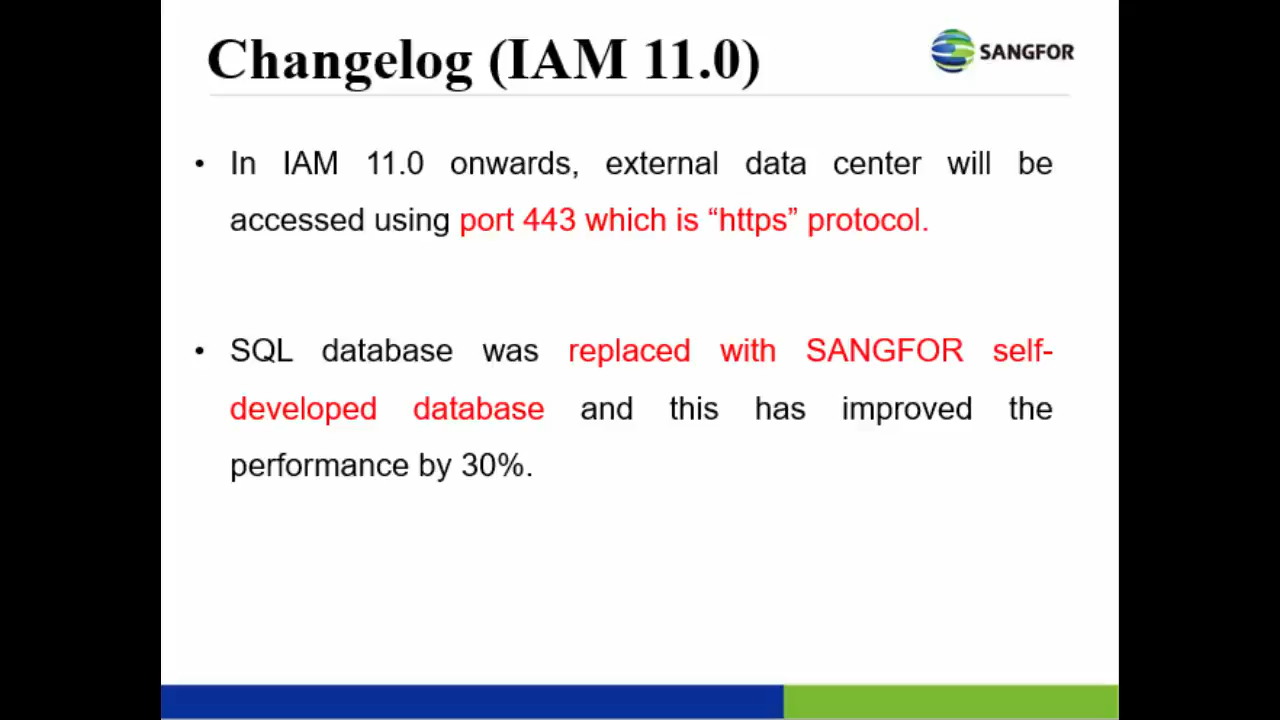 Changelog (IAM 11.0)
SANGFOR
• In IAM 11.0 onwards, external data center will be
accessed using port 443 which is “https” protocol.
• SQL database was replaced with SANGFOR self-
developed database and this has improved the
performance by 30%.